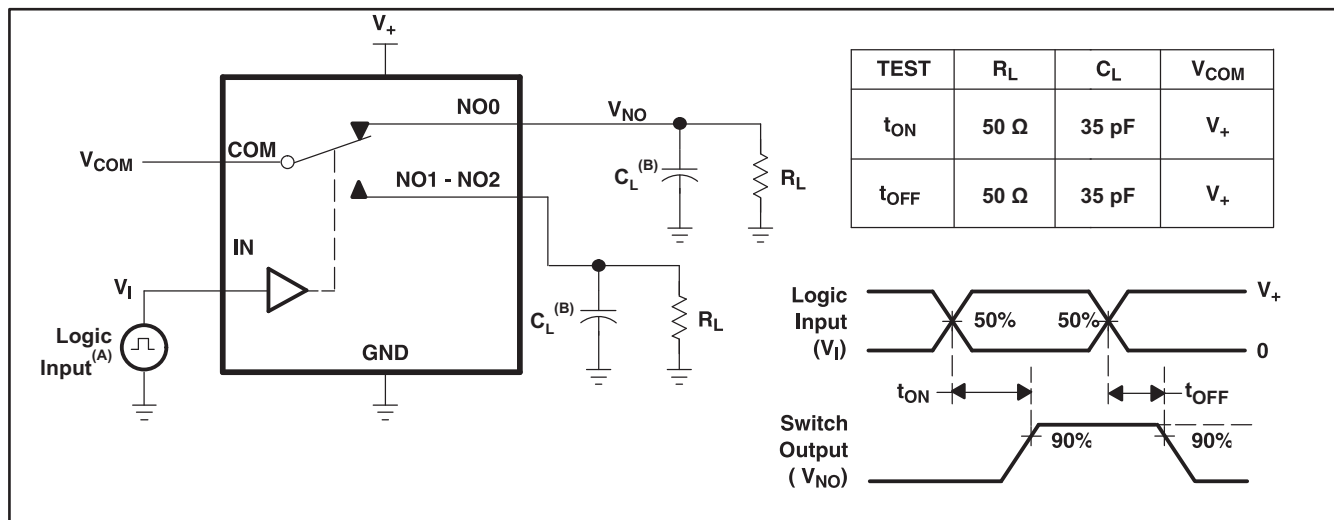 V+
NO0
VNO
COM
VCOM
CL(B)
RL
NO1 - NO2
IN
VI
CL(B)
RL
Logic
Input(A)
GND
TEST RL CL VCOM
tON 50 Ω 35 pF V+
tOFF 50 Ω 35 pF V+
Logic
Input
(VI)
50% 50%
V+
0
tON
tOFF
Switch
Output
( VNO)
90% 90%